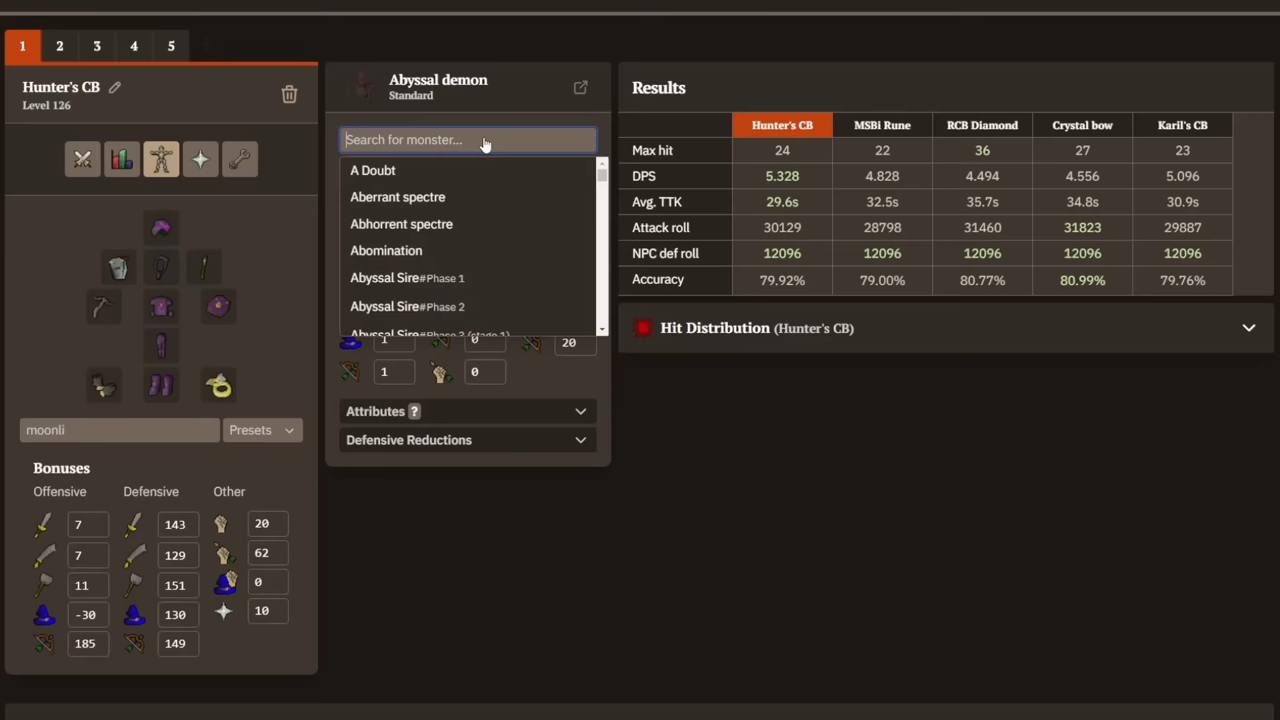 1 2 3 4 5
Hunter's CB
Level 126
moonli Presets
Bonuses
Offensive Defensive Other
7 143 20
7 129 62
11 151 0
-30 130 10
185 149
Abyssal demon
Standard
Search for monster...
A Doubt
Aberrant spectre
Abhorrent spectre
Abomination
Abyssal Sire#Phase 1
Abyssal Sire#Phase 2
Abyssal Sire#Phase 3 (stage 1)
1 0 20
1 0
Attributes ?
Defensive Reductions
Results
Hunter's CB MSBi Rune RCB Diamond Crystal bow Karil's CB
Max hit 24 22 36 27 23
DPS 5.328 4.828 4.494 4.556 5.096
Avg. TTK 29.6s 32.5s 35.7s 34.8s 30.9s
Attack roll 30129 28798 31460 31823 29887
NPC def roll 12096 12096 12096 12096 12096
Accuracy 79.92% 79.00% 80.77% 80.99% 79.76%
Hit Distribution (Hunter's CB)